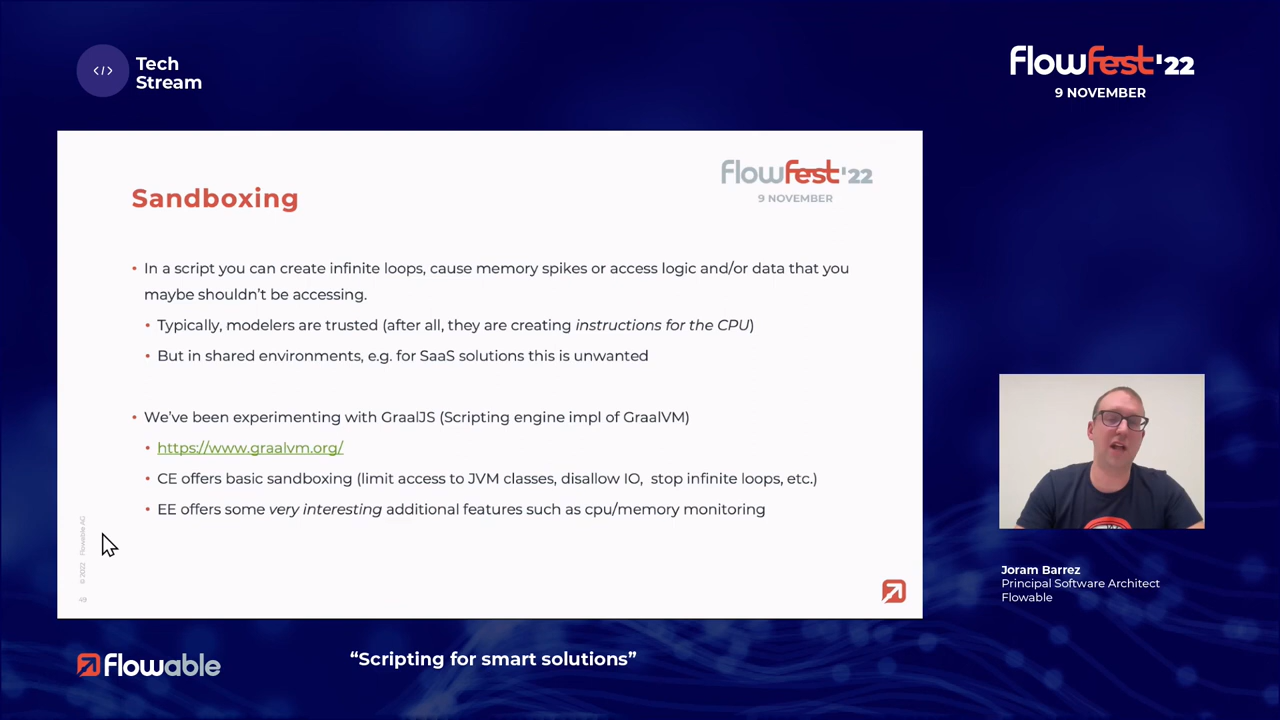 </>
Tech
Stream
flowfest'22
9 NOVEMBER
flowfest'22
9 NOVEMBER
Sandboxing
• In a script you can create infinite loops, cause memory spikes or access logic and/or data that you
maybe shouldn't be accessing.
• Typically, modelers are trusted (after all, they are creating instructions for the CPU)
• But in shared environments, e.g. for SaaS solutions this is unwanted
• We've been experimenting with GraalJS (Scripting engine impl of GraalVM)
• https://www.graalvm.org/
• CE offers basic sandboxing (limit access to JVM classes, disallow IO,  stop infinite loops, etc.)
• EE offers some very interesting additional features such as cpu/memory monitoring
© 2022 Flowable AG
49
Joram Barrez
Principal Software Architect
Flowable
flowable
“Scripting for smart solutions”